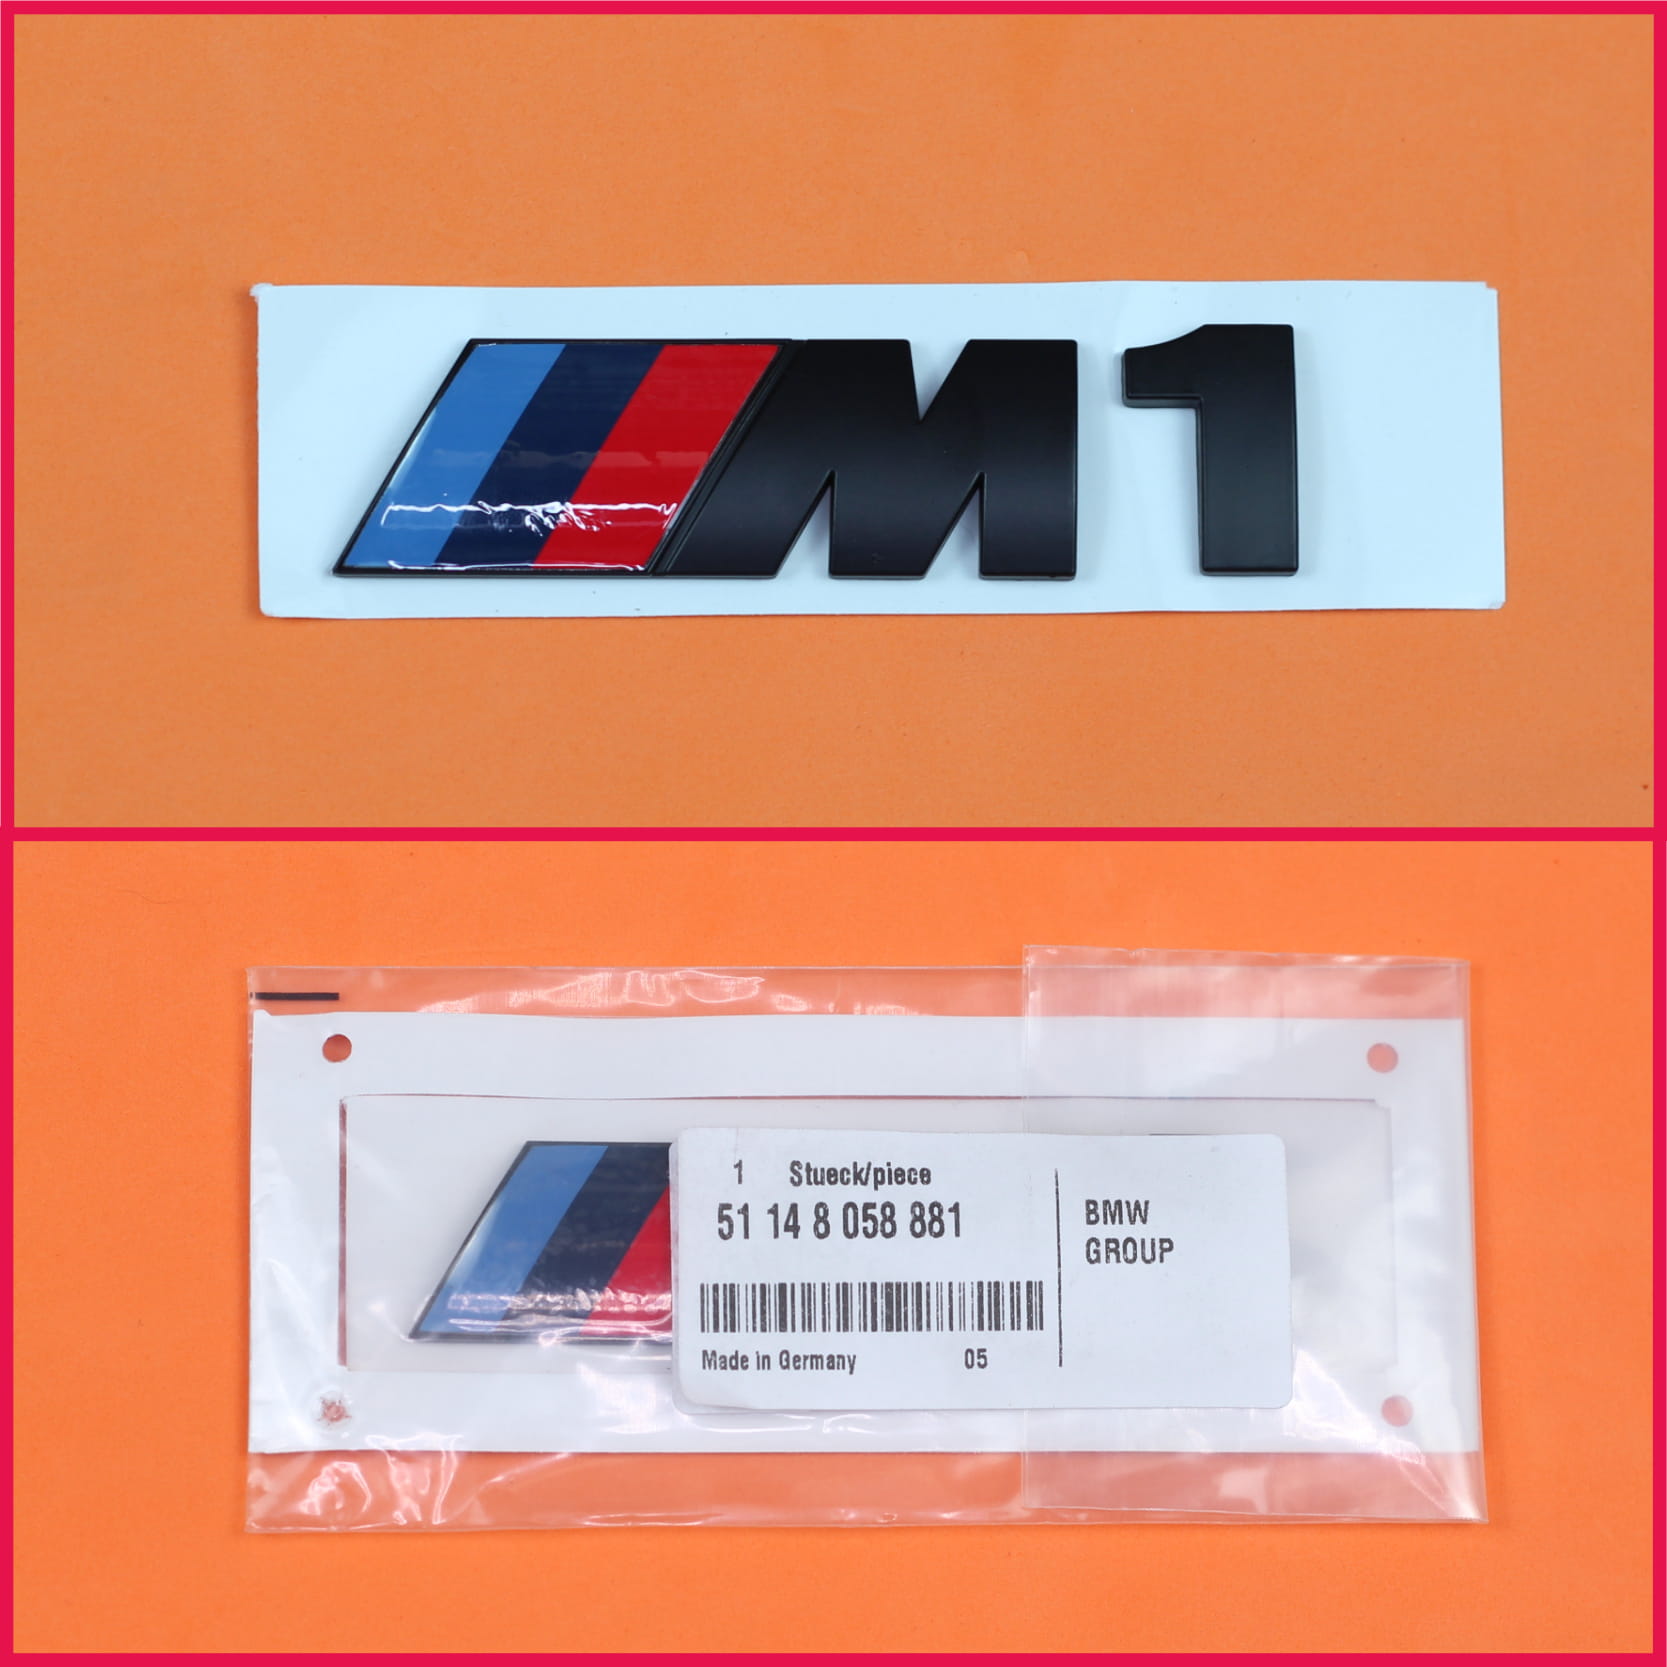 M1
1 Stueck/piece
51 14 8 058 881
BMW
GROUP
Made in Germany 05